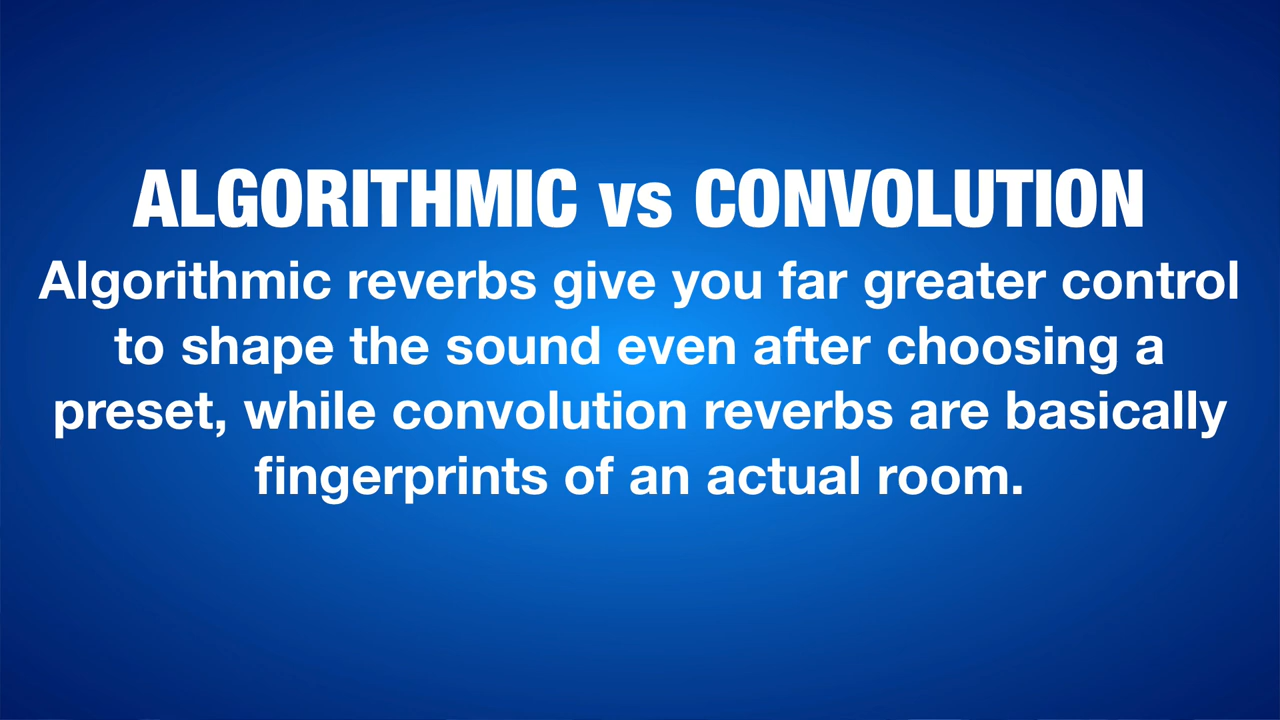 ALGORITHMIC vs CONVOLUTION
Algorithmic reverbs give you far greater control
to shape the sound even after choosing a
preset, while convolution reverbs are basically
fingerprints of an actual room.